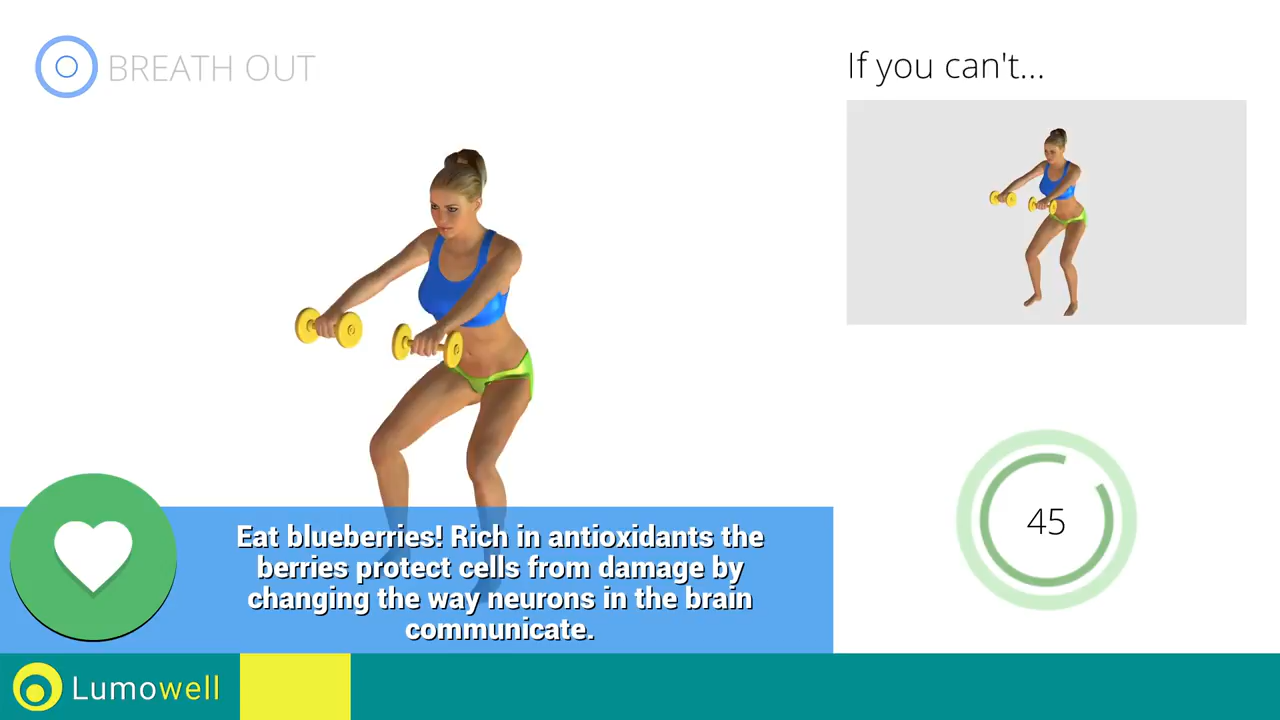 BREATH OUT
If you can't...
45
Eat blueberries! Rich in antioxidants the
berries protect cells from damage by
changing the way neurons in the brain
communicate.
Lumowell